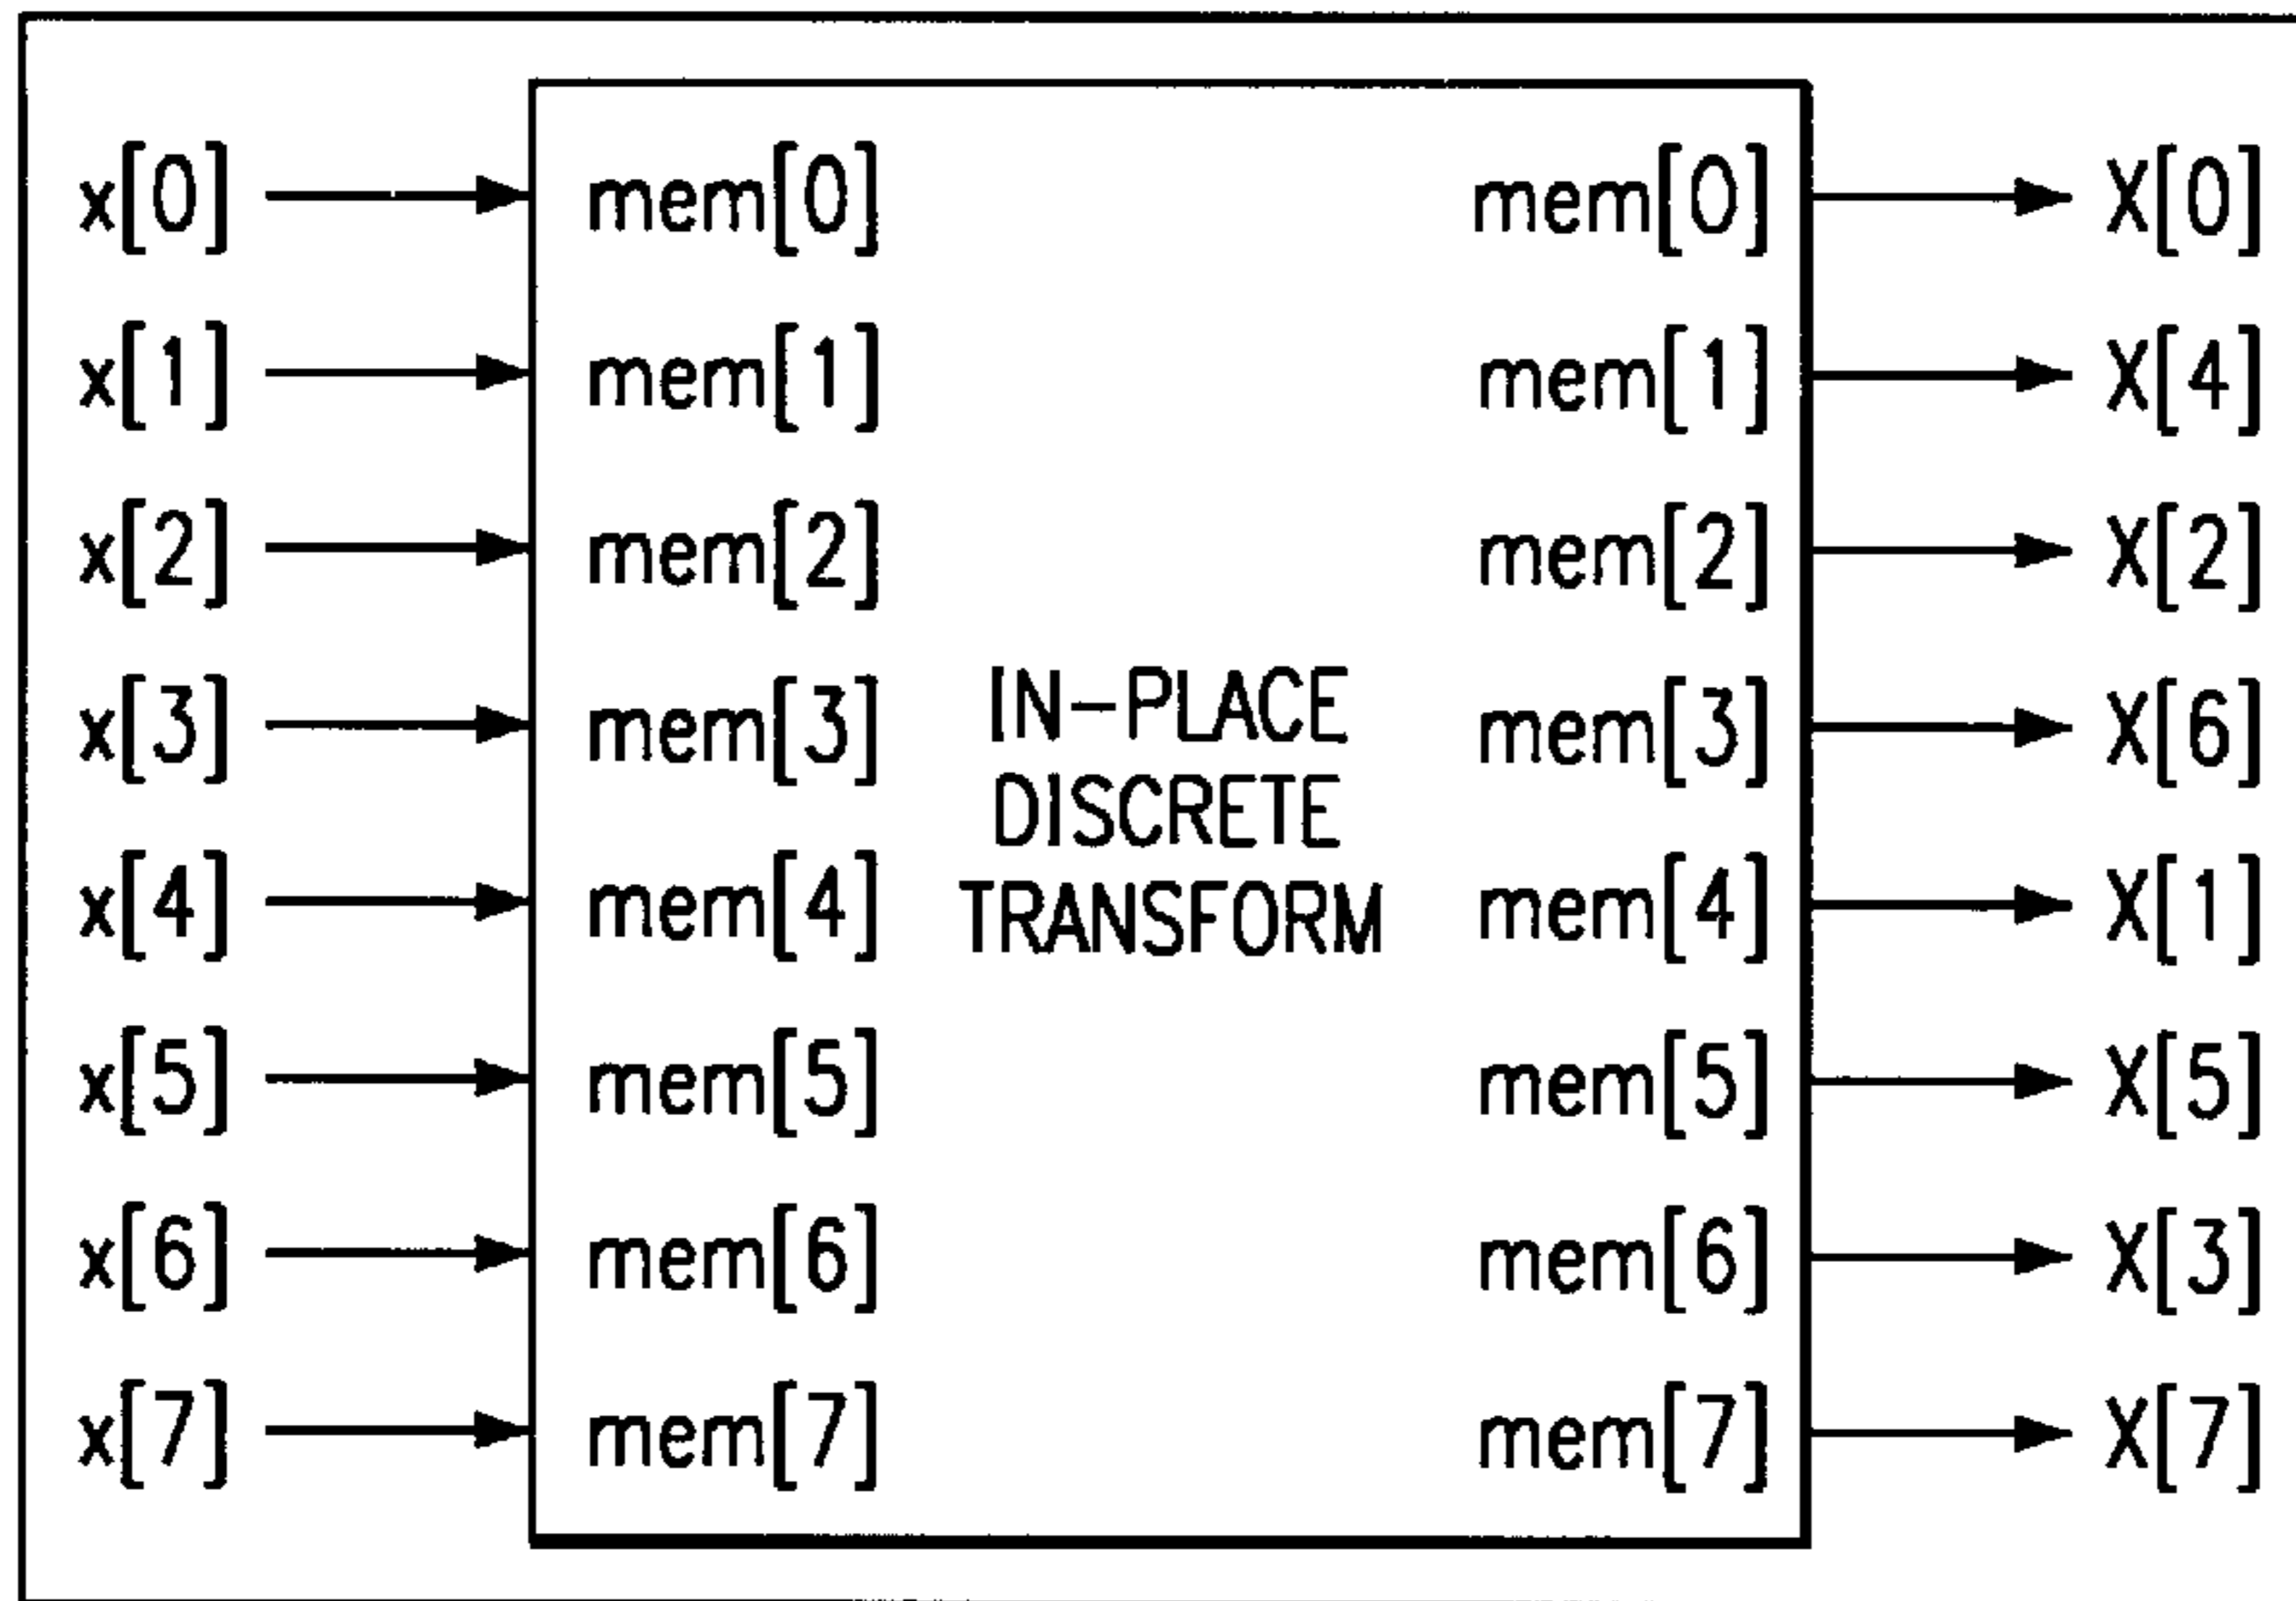 x[0] mem[0] mem[0] X[0]
x[1] mem[1] mem[1] X[4]
x[2] mem[2] mem[2] X[2]
x[3] mem[3] mem[3] X[6]
IN-PLACE
DISCRETE
TRANSFORM
x[4] mem[4] mem[4] X[1]
x[5] mem[5] mem[5] X[5]
x[6] mem[6] mem[6] X[3]
x[7] mem[7] mem[7] X[7]